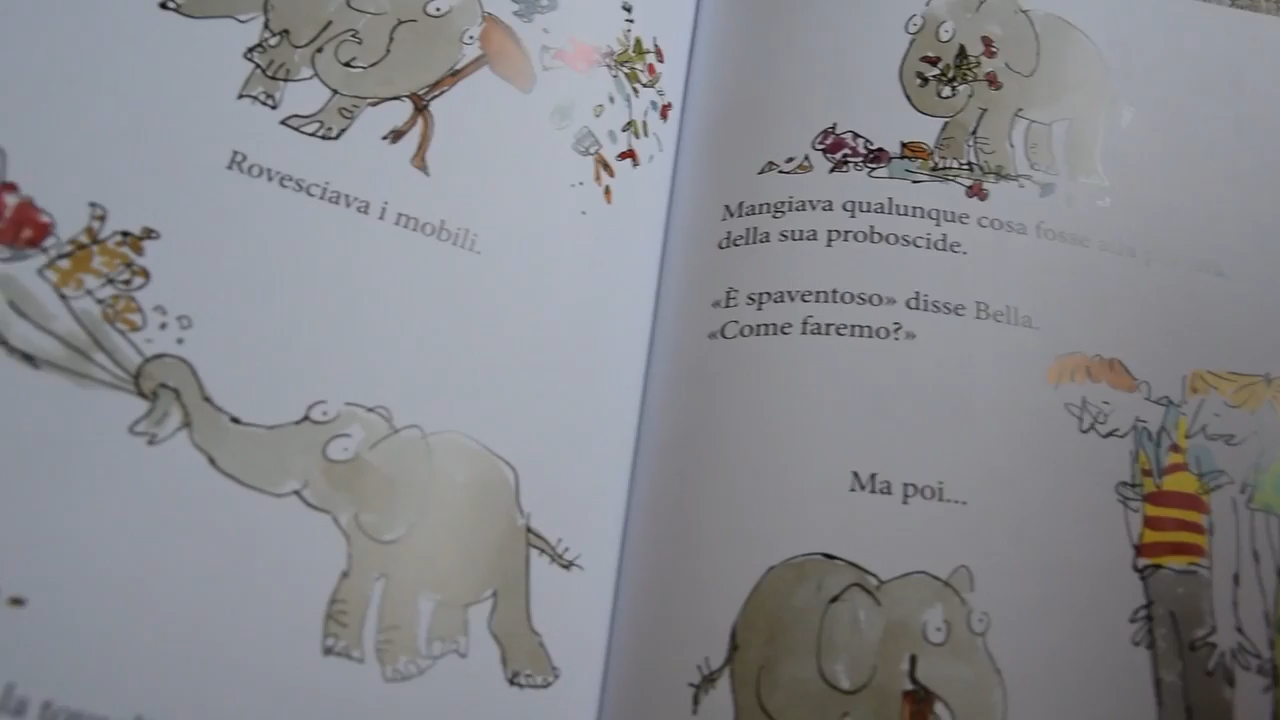 Rovesciava i mobili.
Mangiava qualunque cosa fosse
della sua proboscide.
«È spaventoso» disse Bella.
«Come faremo?»
Ma poi...